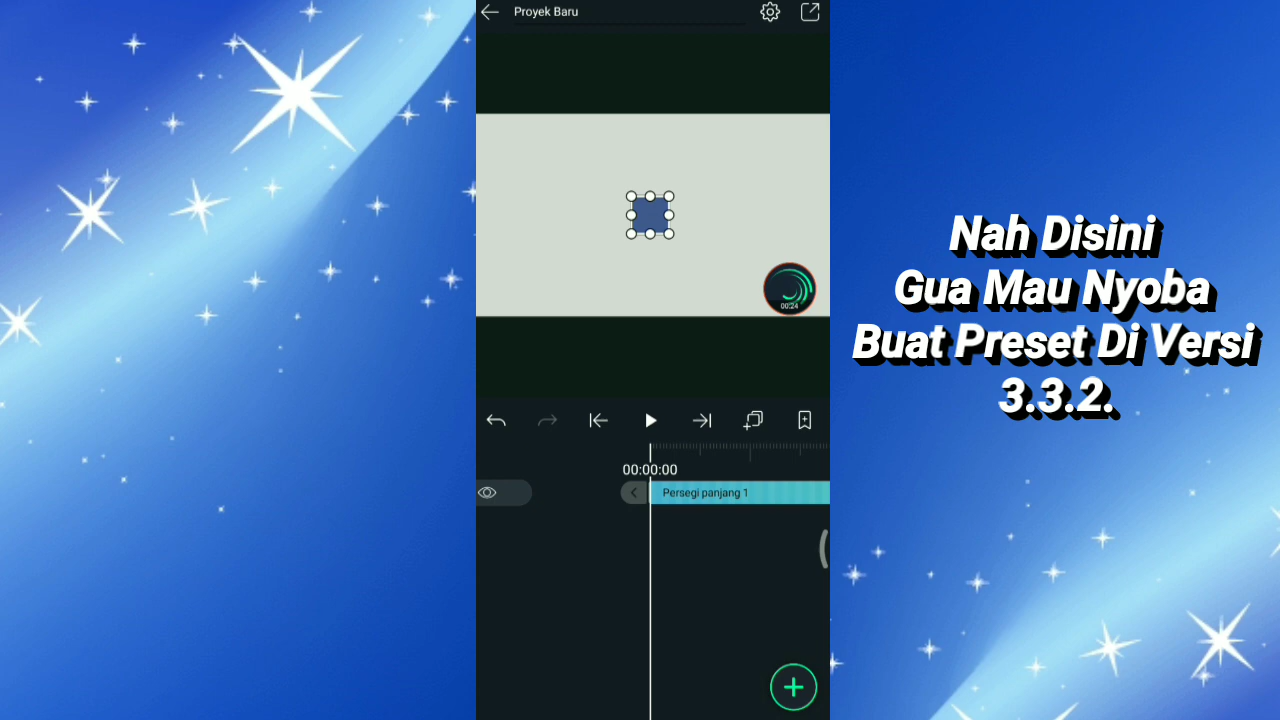 Proyek Baru
00:24
00:00:00
Persegi panjang 1
Nah Disini
Gua Mau Nyoba
Buat Preset Di Versi
3.3.2.